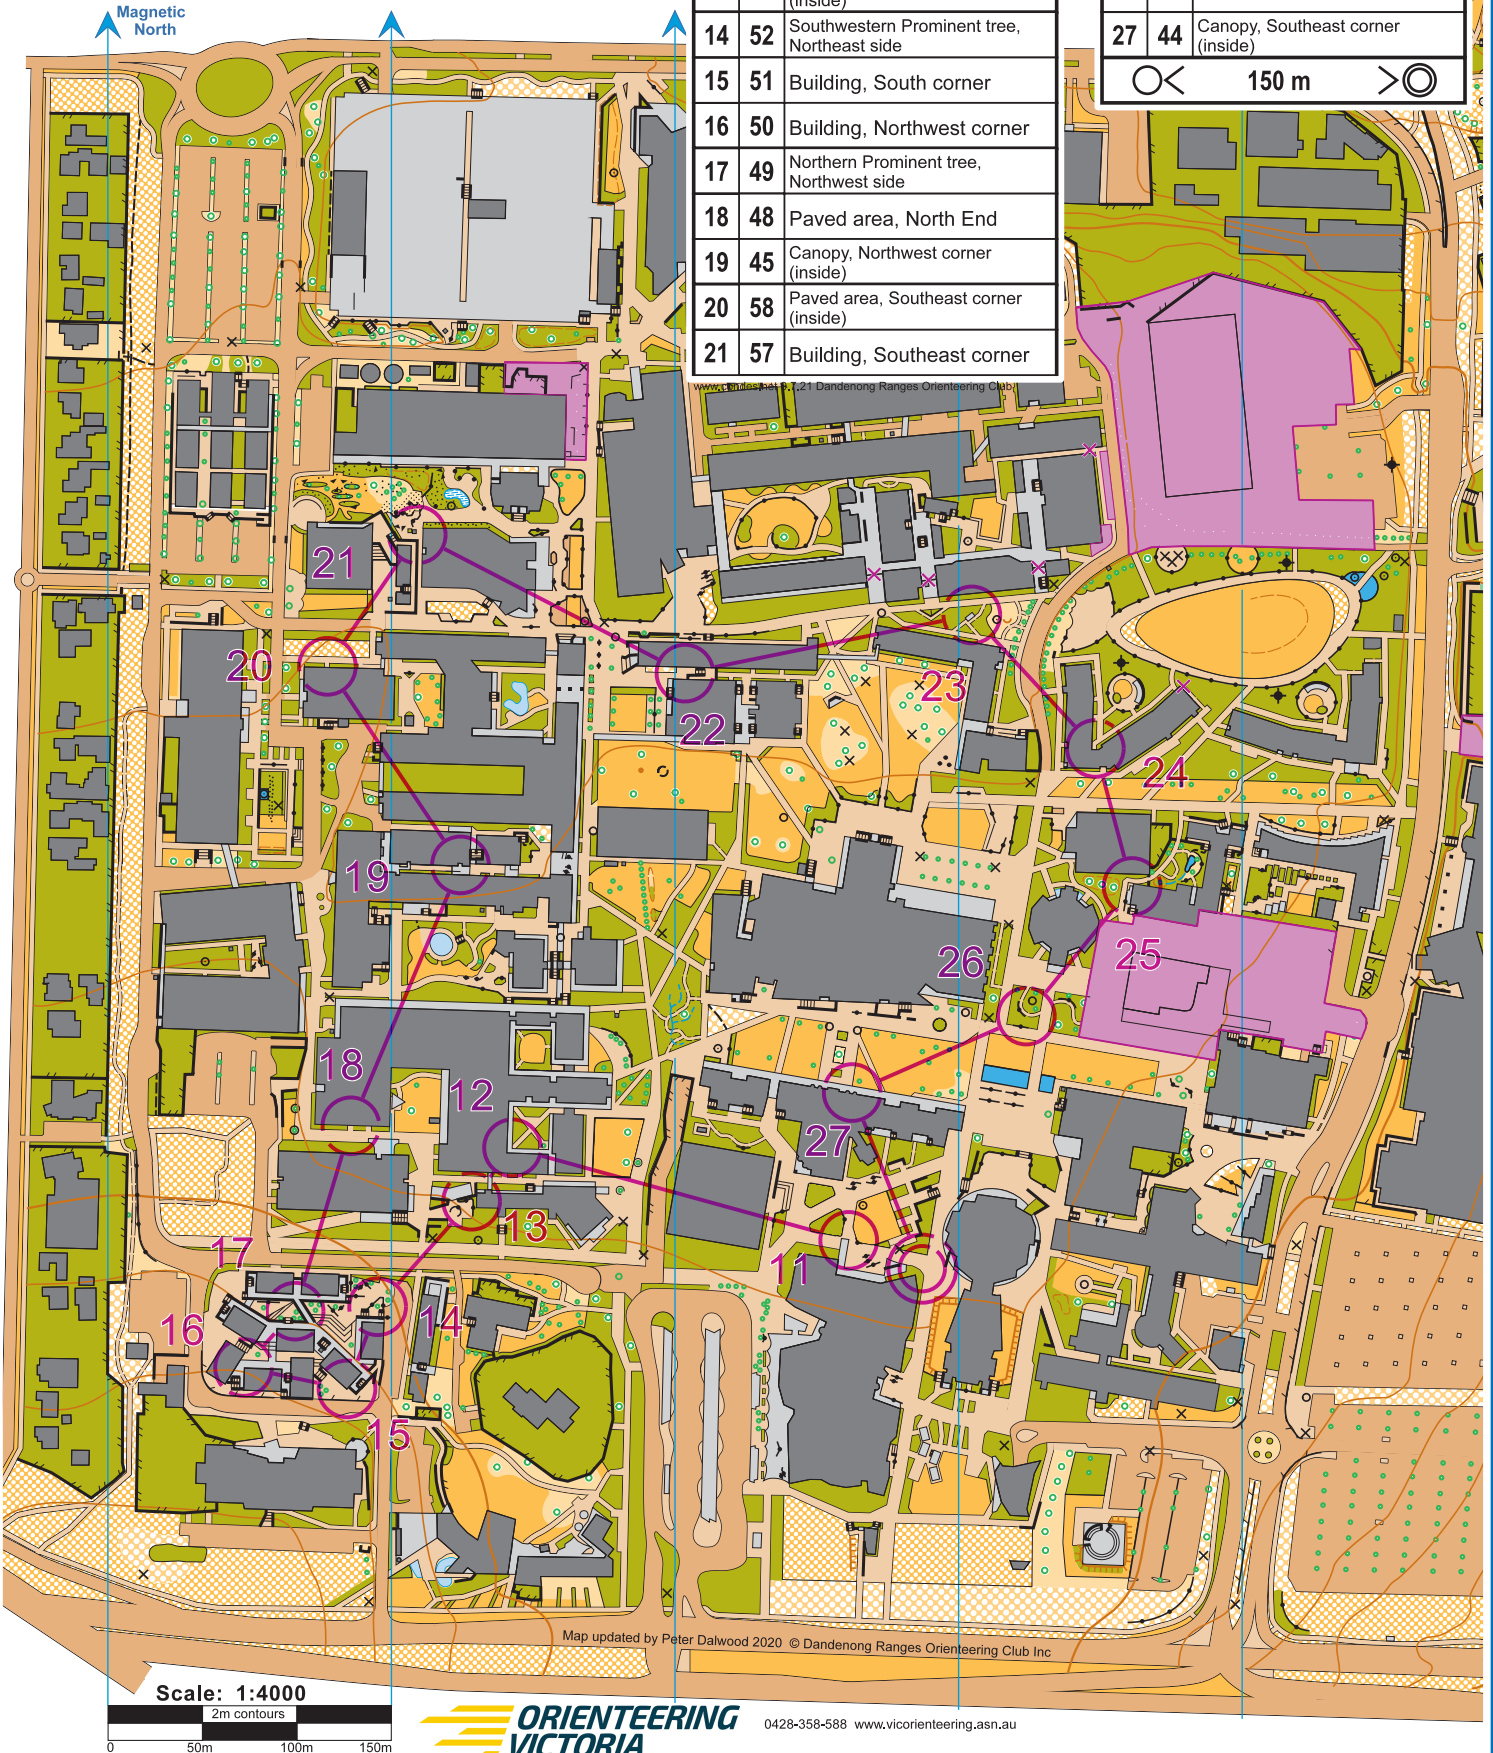 Magnetic
North
(inside)
14 52 Southwestern Prominent tree,
Northeast side
15 51 Building, South corner
16 50 Building, Northwest corner
17 49 Northern Prominent tree,
Northwest side
18 48 Paved area, North End
19 45 Canopy, Northwest corner
(inside)
20 58 Paved area, Southeast corner
(inside)
21 57 Building, Southeast corner
27 44 Canopy, Southeast corner
(inside)
150 m
Dandenong Ranges Orienteering Club
21
20
22
23
24
19
25
26
18
12
27
13
11
17
16
14
15
Map updated by Peter Dalwood 2020 © Dandenong Ranges Orienteering Club Inc
Scale: 1:4000
2m contours
0 50m 100m 150m
ORIENTEERING
VICTORIA
0428-358-588 www.vicorienteering.asn.au